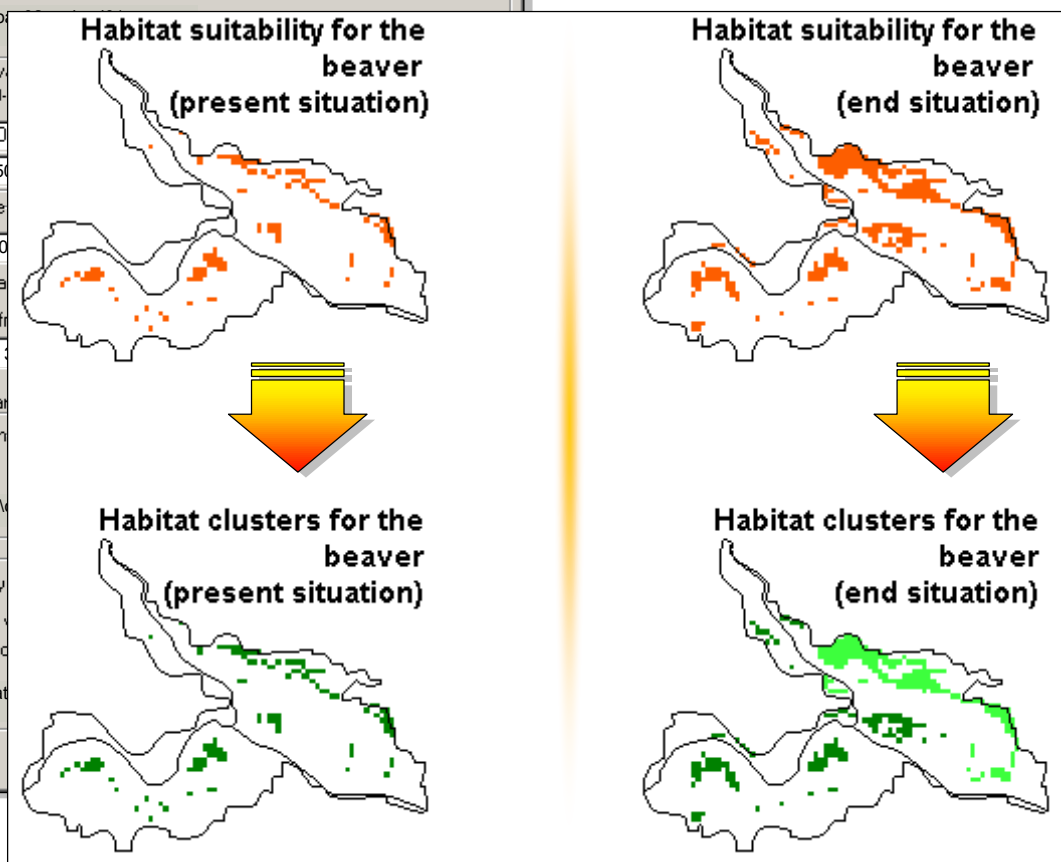 Habitat suitability for the
beaver
(present situation)
Habitat suitability for the
beaver
(end situation)
Habitat clusters for the
beaver
(present situation)
Habitat clusters for the
beaver
(end situation)